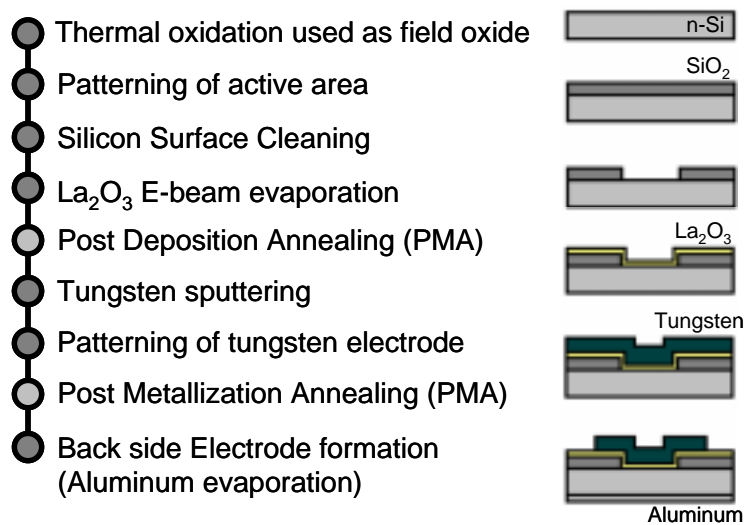 Thermal oxidation used as field oxide
Patterning of active area
Silicon Surface Cleaning
La₂O₃ E-beam evaporation
Post Deposition Annealing (PMA)
Tungsten sputtering
Patterning of tungsten electrode
Post Metallization Annealing (PMA)
Back side Electrode formation
(Aluminum evaporation)
n-Si
SiO₂
La₂O₃
Tungsten
Aluminum